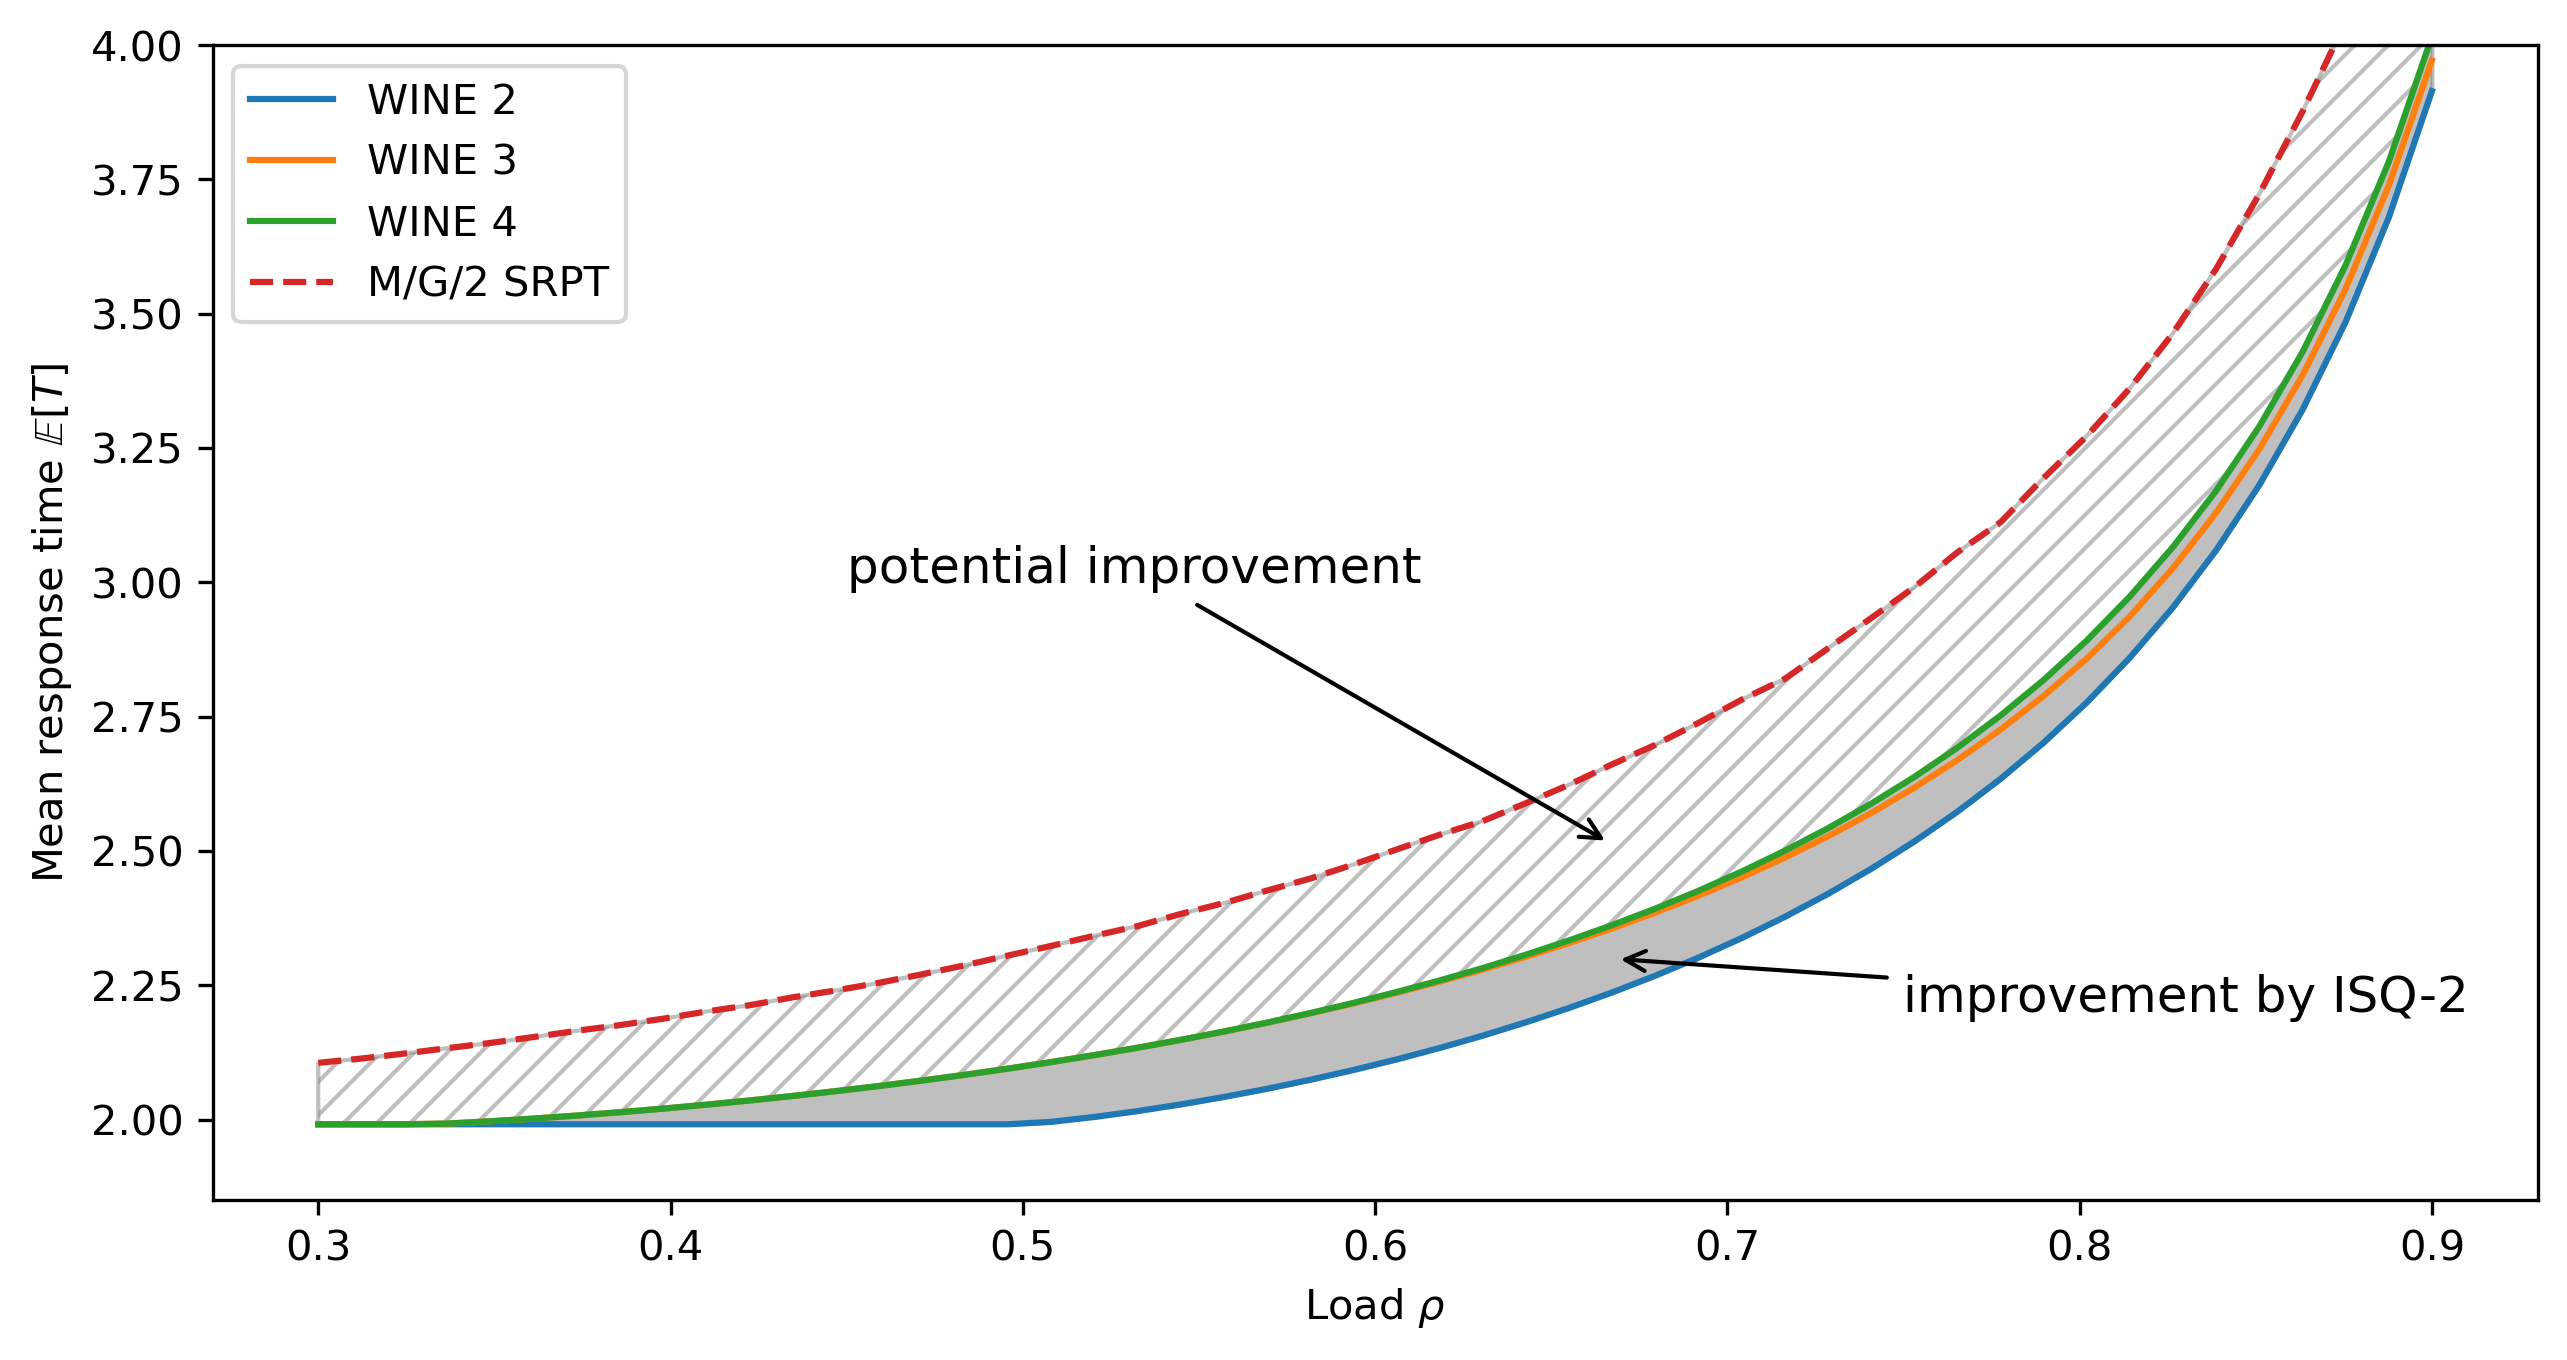 4.00
3.75
3.50
3.25
3.00
2.75
2.50
2.25
2.00
Mean response time 𝔼[T]
WINE 2
WINE 3
WINE 4
M/G/2 SRPT
potential improvement
improvement by ISQ-2
0.3 0.4 0.5 0.6 0.7 0.8 0.9
Load ρ